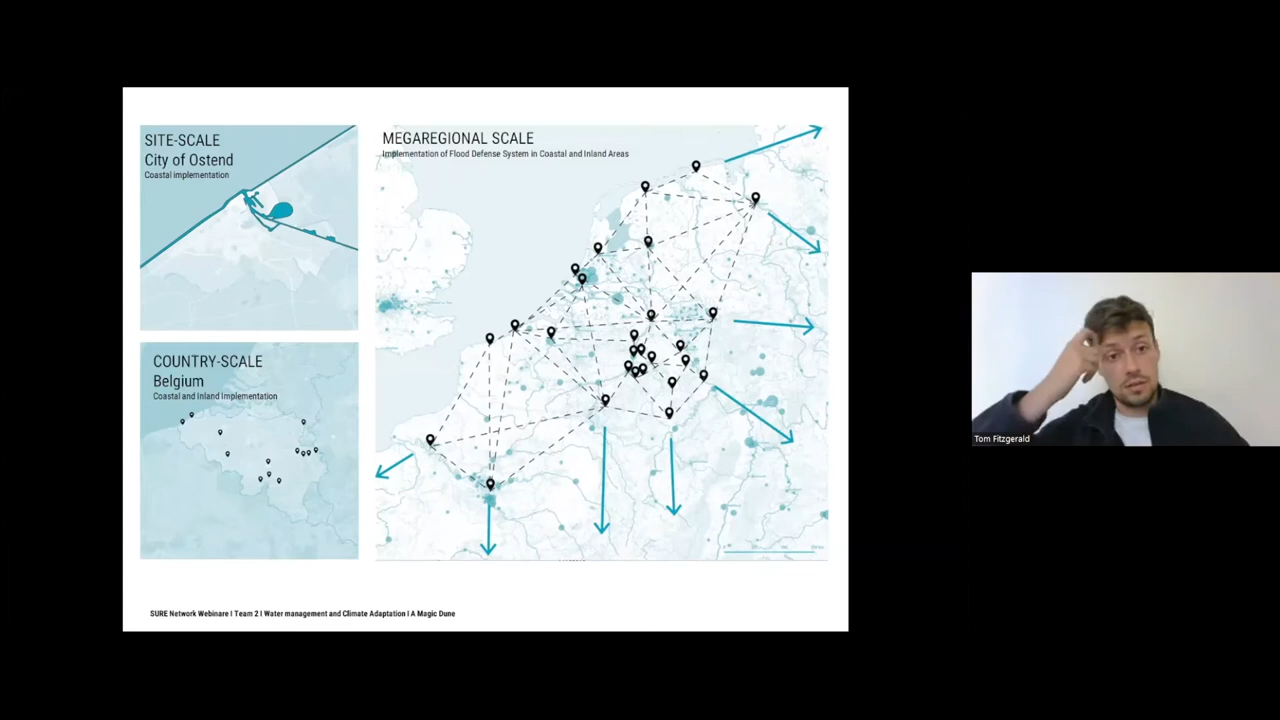 SITE-SCALE
City of Ostend
Coastal implementation
MEGAREGIONAL SCALE
Implementation of Flood Defense System in Coastal and Inland Areas
COUNTRY-SCALE
Belgium
Coastal and Inland Implementation
SURE Network Webinare I Team 2 I Water management and Climate Adaptation I A Magic Dune
Tom Fitzgerald